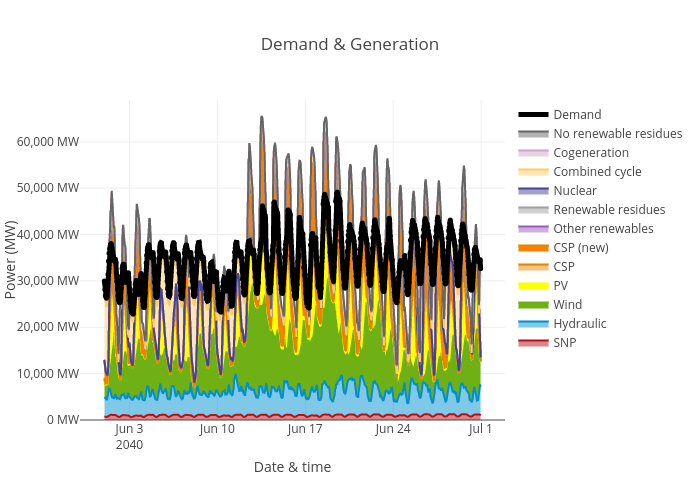 Demand & Generation
Power (MW)
60,000 MW
50,000 MW
40,000 MW
30,000 MW
20,000 MW
10,000 MW
0 MW
Jun 3
2040
Jun 10
Jun 17
Jun 24
Jul 1
Date & time
Demand
No renewable residues
Cogeneration
Combined cycle
Nuclear
Renewable residues
Other renewables
CSP (new)
CSP
PV
Wind
Hydraulic
SNP